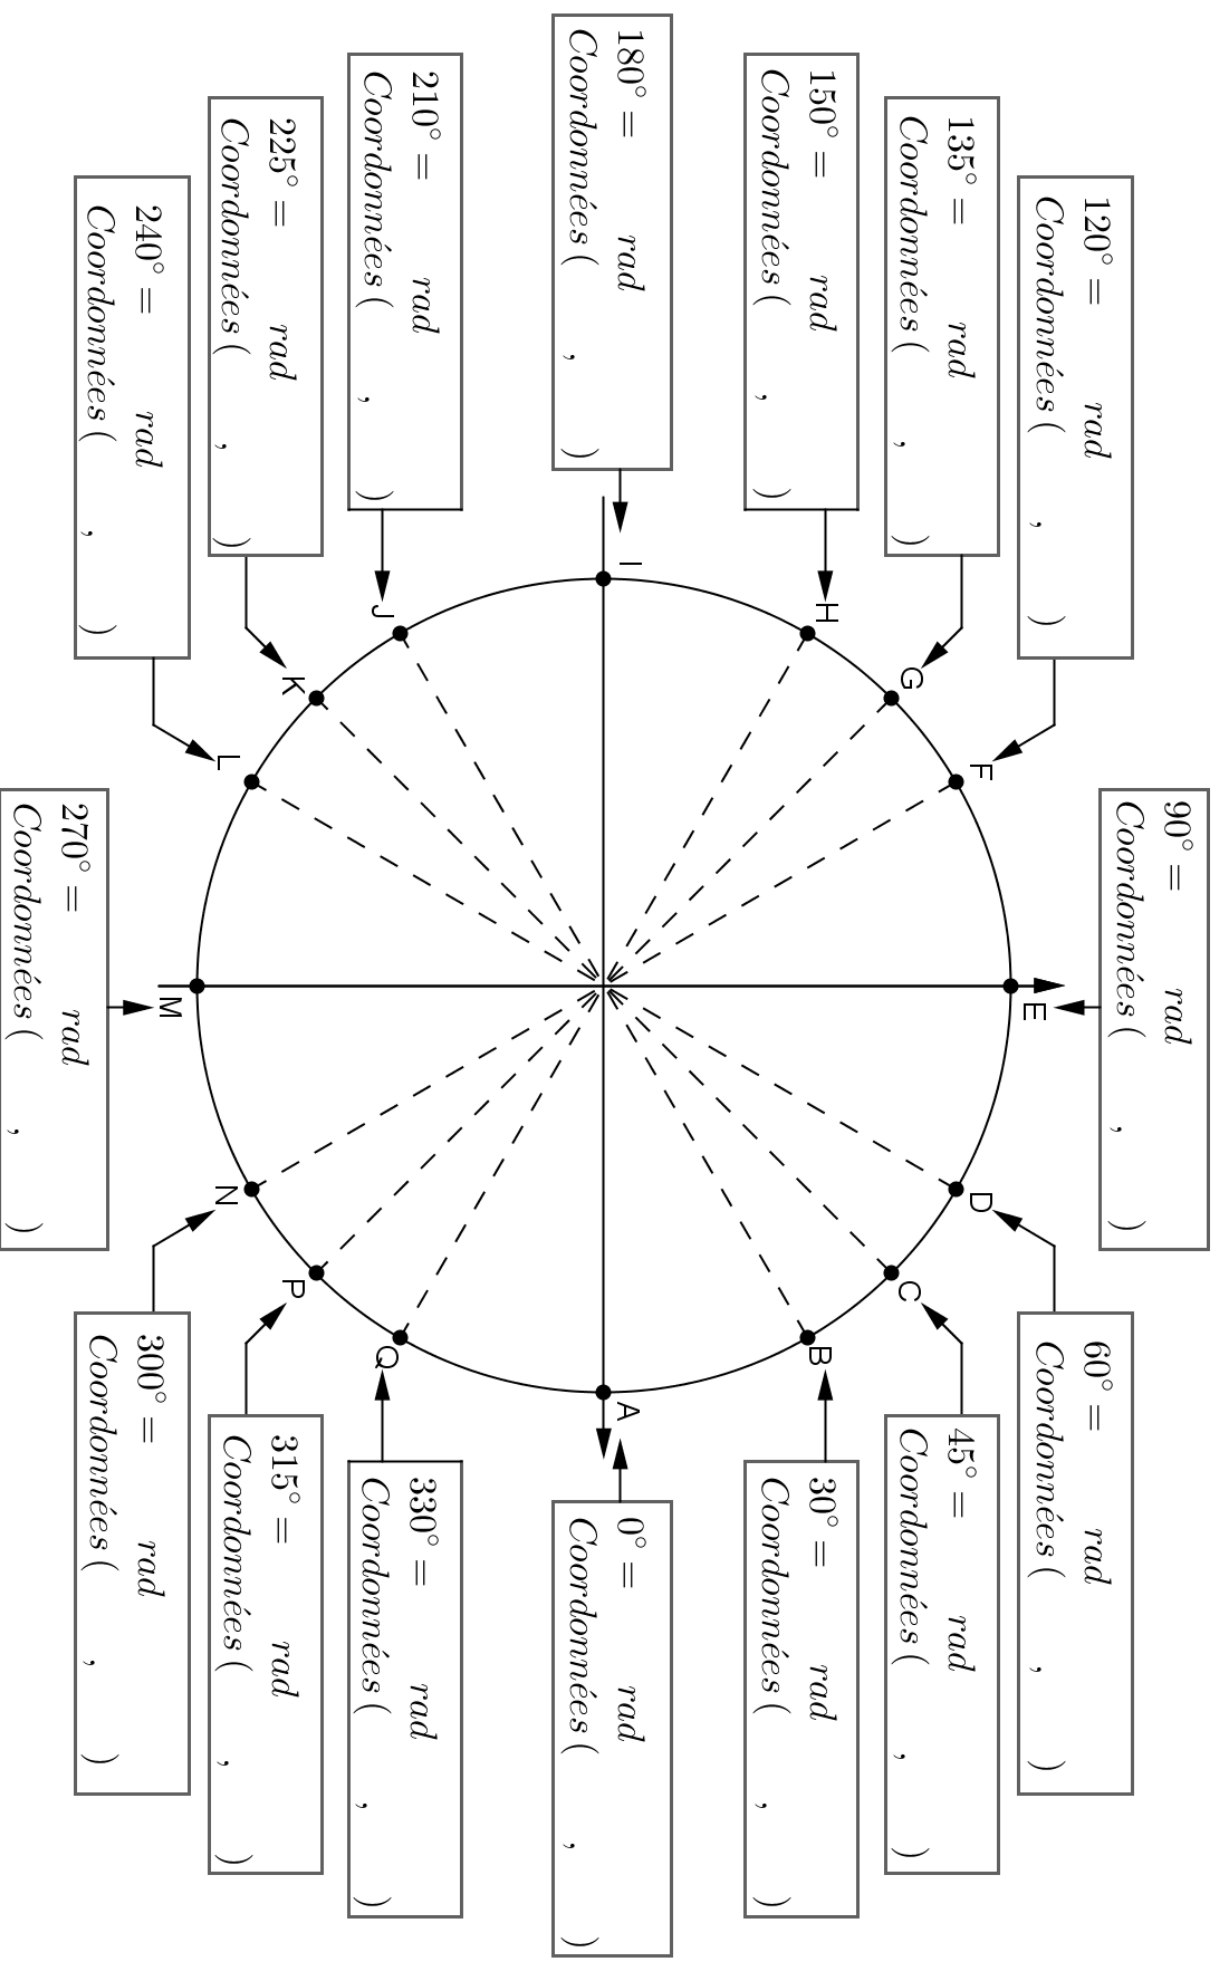 90° = rad
Coordonnées ( , )
120° = rad
Coordonnées ( , )
60° = rad
Coordonnées ( , )
135° = rad
Coordonnées ( , )
45° = rad
Coordonnées ( , )
150° = rad
Coordonnées ( , )
30° = rad
Coordonnées ( , )
180° = rad
Coordonnées ( , )
0° = rad
Coordonnées ( , )
210° = rad
Coordonnées ( , )
330° = rad
Coordonnées ( , )
225° = rad
Coordonnées ( , )
315° = rad
Coordonnées ( , )
240° = rad
Coordonnées ( , )
300° = rad
Coordonnées ( , )
270° = rad
Coordonnées ( , )
E
F
D
G
C
H
B
I
A
J
Q
K
P
L
N
M